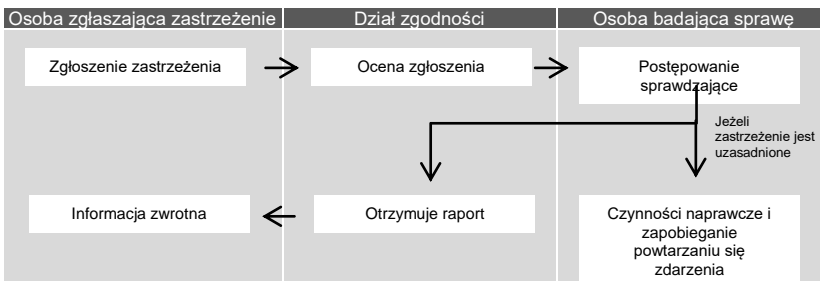 Osoba zgłaszająca zastrzeżenie
Dział zgodności
Osoba badająca sprawę
Zgłoszenie zastrzeżenia
Ocena zgłoszenia
Postępowanie
sprawdzające
Jeżeli
zastrzeżenie jest
uzasadnione
Informacja zwrotna
Otrzymuje raport
Czynności naprawcze i
zapobieganie
powtarzaniu się
zdarzenia